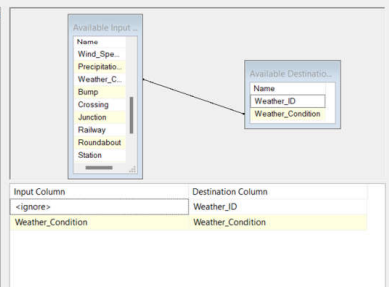 Available Input ...
Name
Wind_Spe...
Precipitatio...
Weather_C...
Bump
Crossing
Junction
Railway
Roundabout
Station
Available Destinatio...
Name
Weather_ID
Weather_Condition
Input Column Destination Column
<ignore> Weather_ID
Weather_Condition Weather_Condition